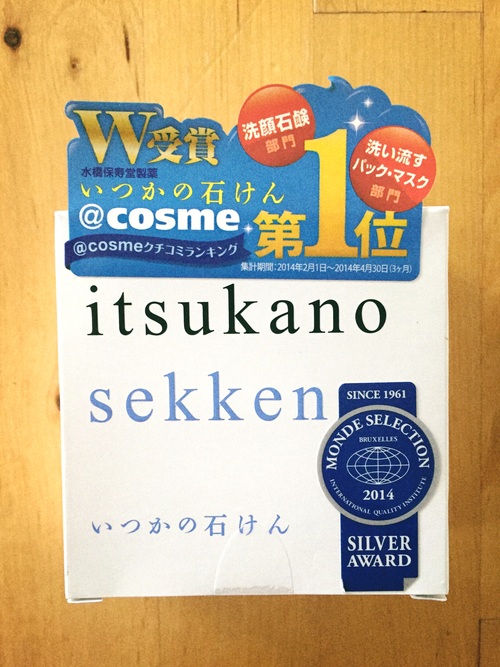 W受賞
洗顔石鹸
部門
洗い流す
パック・マスク
部門
水橋保寿堂製薬
いつかの石けん
@cosme
@cosmeクチコミランキング
第1位
集計期間:2014年2月1日〜2014年4月30日(3ヶ月)
itsukano
sekken
いつかの石けん
SINCE 1961
MONDE SELECTION
BRUXELLES
2014
INTERNATIONAL QUALITY INSTITUTE
SILVER
AWARD